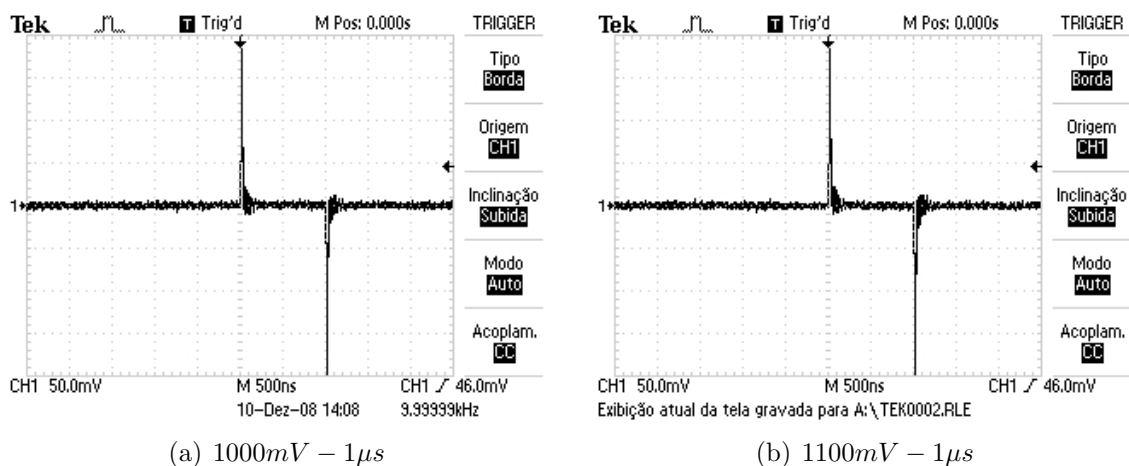 Tek T Trig'd M Pos: 0.000s TRIGGER
Tipo
Borda
Origem
CH1
1
Inclinação
Subida
Modo
Auto
Acoplam.
CC
CH1 50.0mV M 500ns CH1 46.0mV
10-Dez-08 14:08 9.99999kHz
(a) 1000mV − 1μs
Tek T Trig'd M Pos: 0.000s TRIGGER
Tipo
Borda
Origem
CH1
1
Inclinação
Subida
Modo
Auto
Acoplam.
CC
CH1 50.0mV M 500ns CH1 46.0mV
Exibição atual da tela gravada para A:\TEK0002.RLE
(b) 1100mV − 1μs